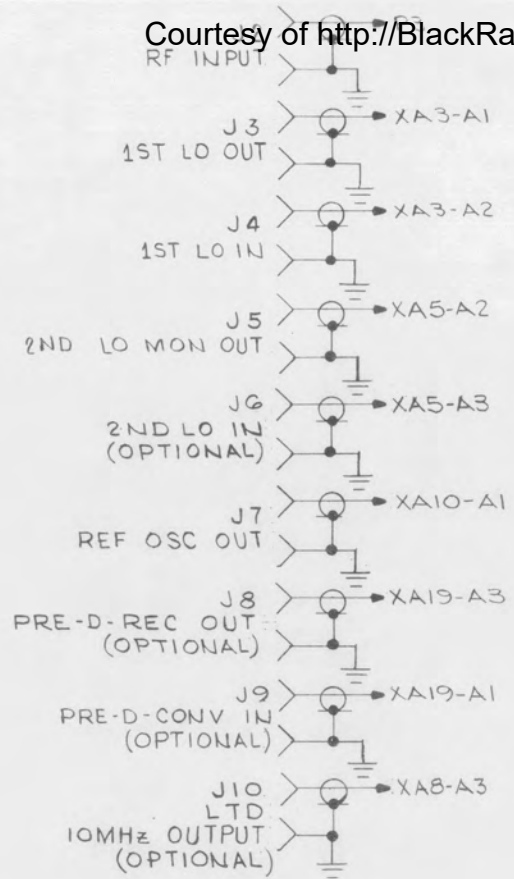 Courtesy of http://BlackRa
RF INPUT
J3 XA3-A1
1ST LO OUT
J4 XA3-A2
1ST LO IN
J5 XA5-A2
2ND LO MON OUT
J6 XA5-A3
2ND LO IN
(OPTIONAL)
J7 XA10-A1
REF OSC OUT
J8 XA19-A3
PRE-D-REC OUT
(OPTIONAL)
J9 XA19-A1
PRE-D-CONV IN
(OPTIONAL)
J10 XA8-A3
LTD
10MHz OUTPUT
(OPTIONAL)